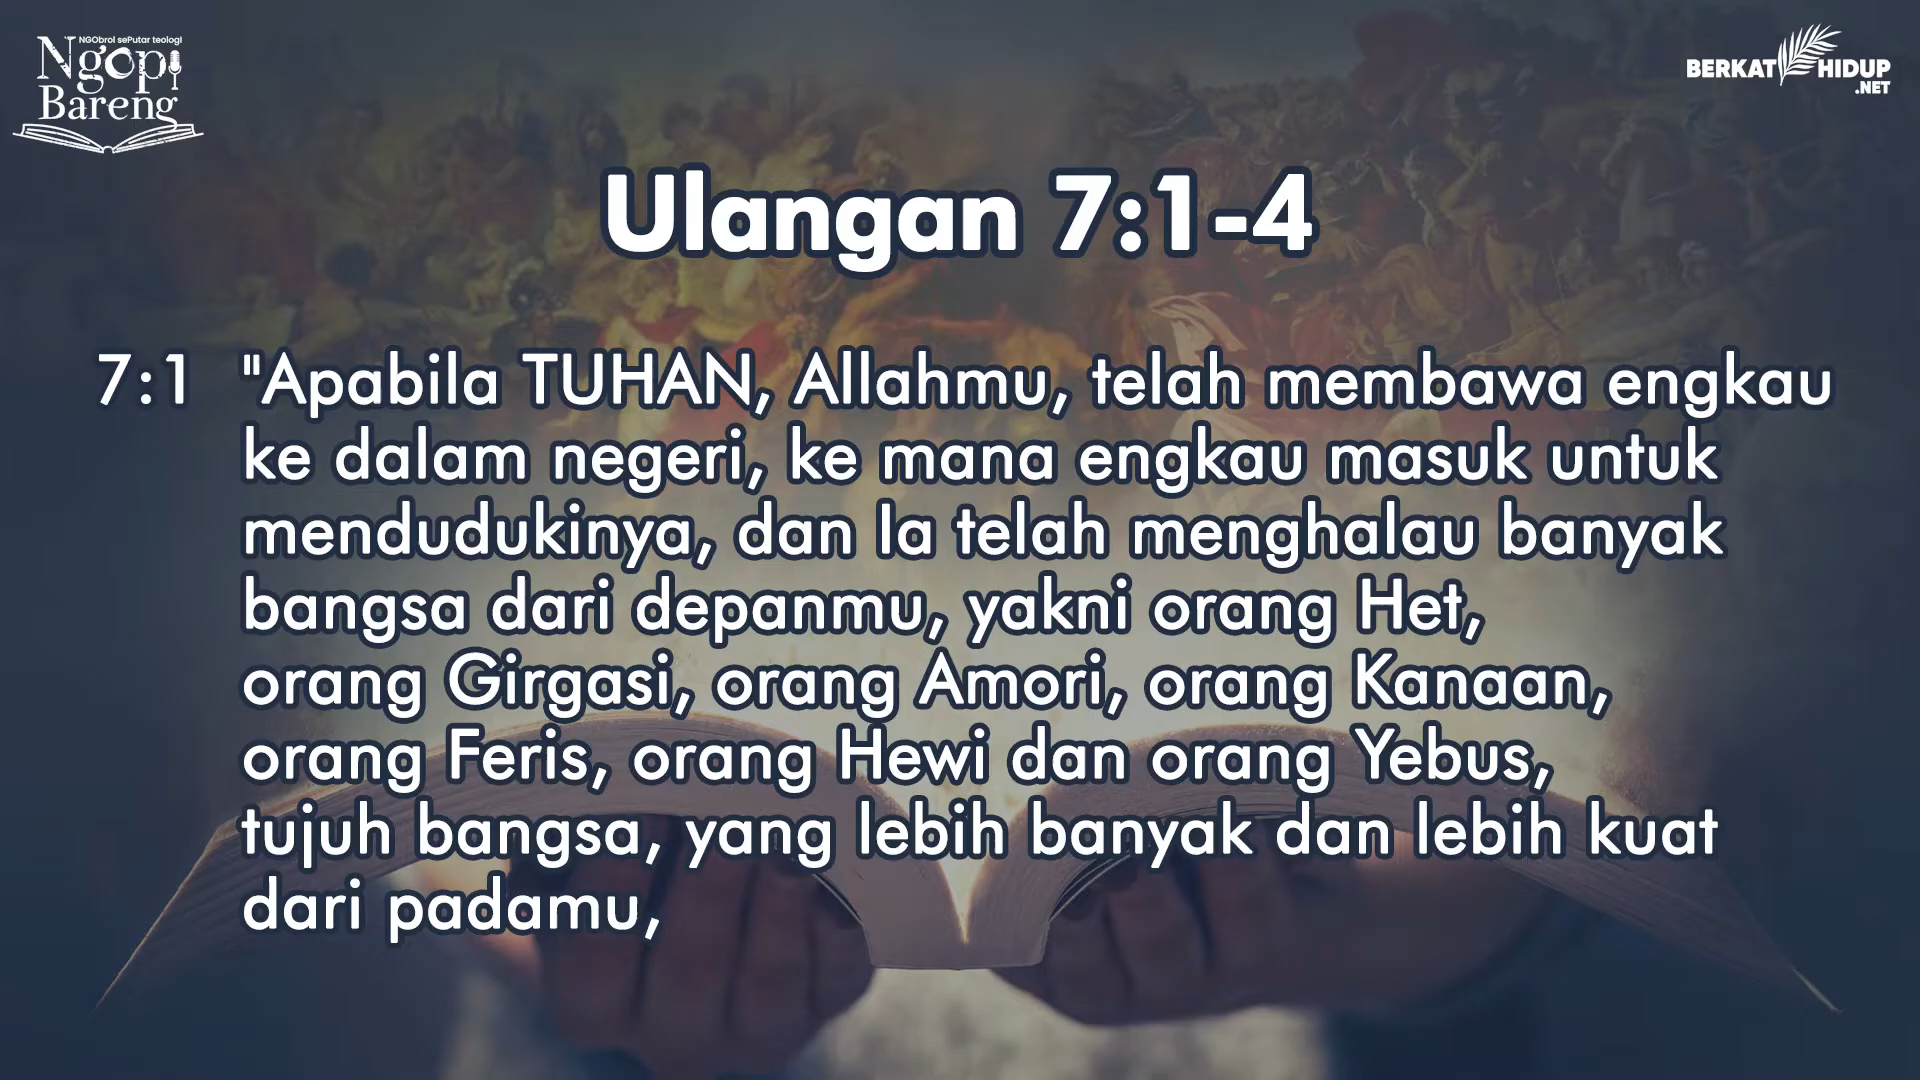 NGObrol sePutar teologi
Ngopi
Bareng
BERKAT HIDUP
.NET
Ulangan 7:1-4
7:1 "Apabila TUHAN, Allahmu, telah membawa engkau
ke dalam negeri, ke mana engkau masuk untuk
mendudukinya, dan Ia telah menghalau banyak
bangsa dari depanmu, yakni orang Het,
orang Girgasi, orang Amori, orang Kanaan,
orang Feris, orang Hewi dan orang Yebus,
tujuh bangsa, yang lebih banyak dan lebih kuat
dari padamu,